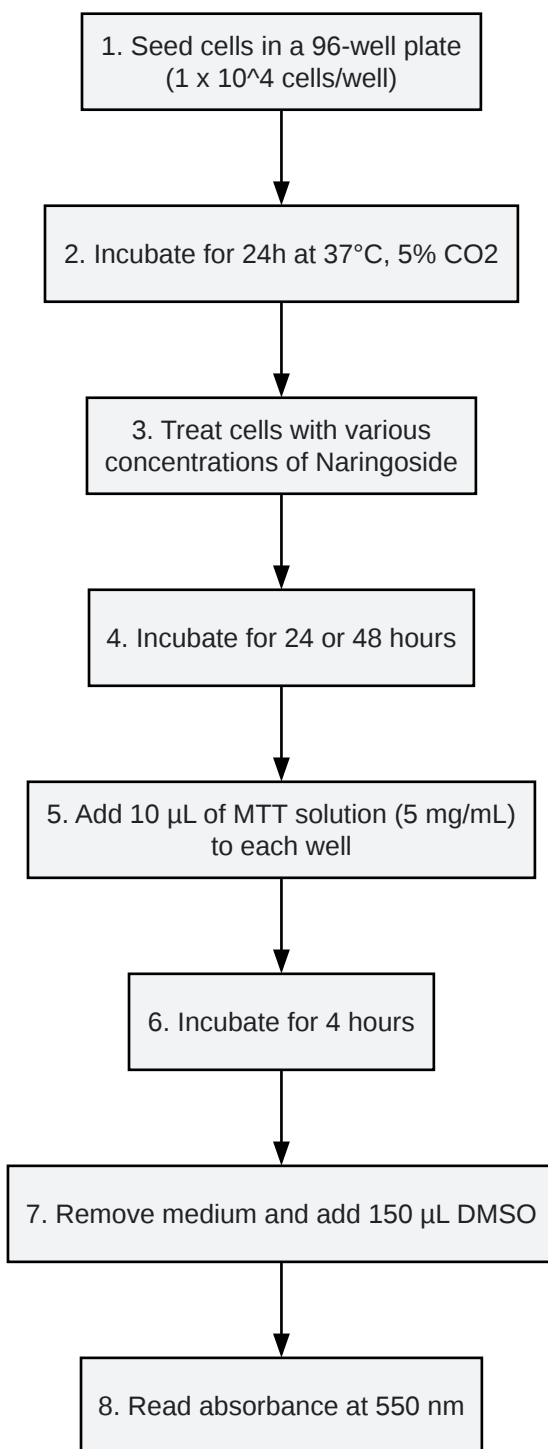 1. Seed cells in a 96-well plate
(1 x 10^4 cells/well)
2. Incubate for 24h at 37°C, 5% CO2
3. Treat cells with various
concentrations of Naringoside
4. Incubate for 24 or 48 hours
5. Add 10 µL of MTT solution (5 mg/mL)
to each well
6. Incubate for 4 hours
7. Remove medium and add 150 µL DMSO
8. Read absorbance at 550 nm